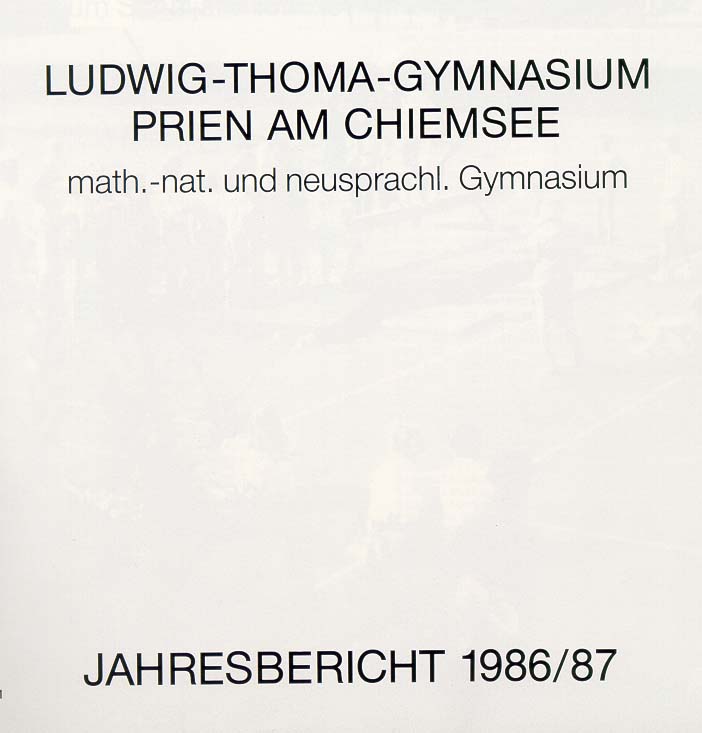 LUDWIG-THOMA-GYMNASIUM
PRIEN AM CHIEMSEE
math.-nat. und neusprachl. Gymnasium
JAHRESBERICHT 1986/87